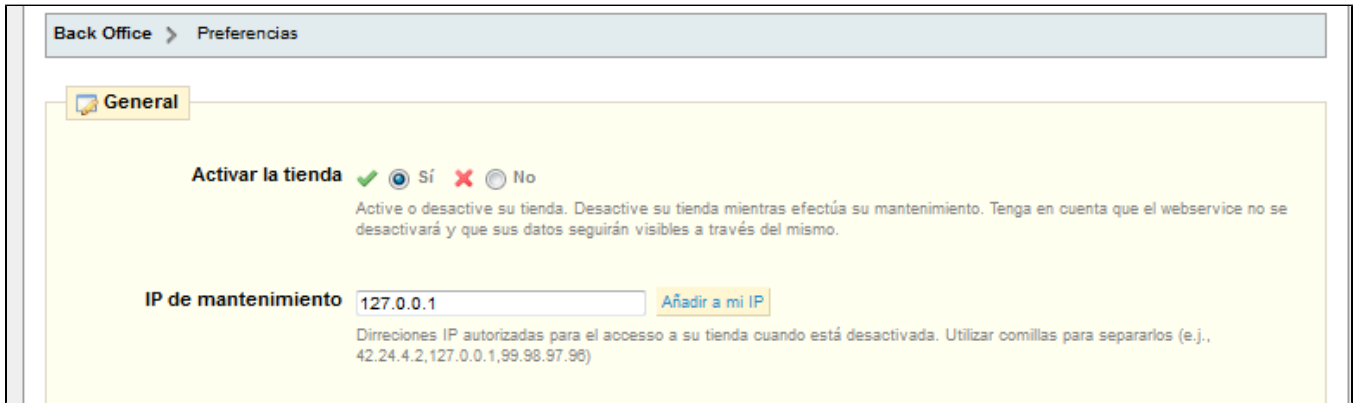 Back Office > Preferencias
General
Activar la tienda Sí No
Active o desactive su tienda. Desactive su tienda mientras efectúa su mantenimiento. Tenga en cuenta que el webservice no se
desactivará y que sus datos seguirán visibles a través del mismo.
IP de mantenimiento 127.0.0.1 Añadir a mi IP
Dirreciones IP autorizadas para el accesso a su tienda cuando está desactivada. Utilizar comillas para separarlos (e.j.,
42.24.4.2,127.0.0.1,99.98.97.96)